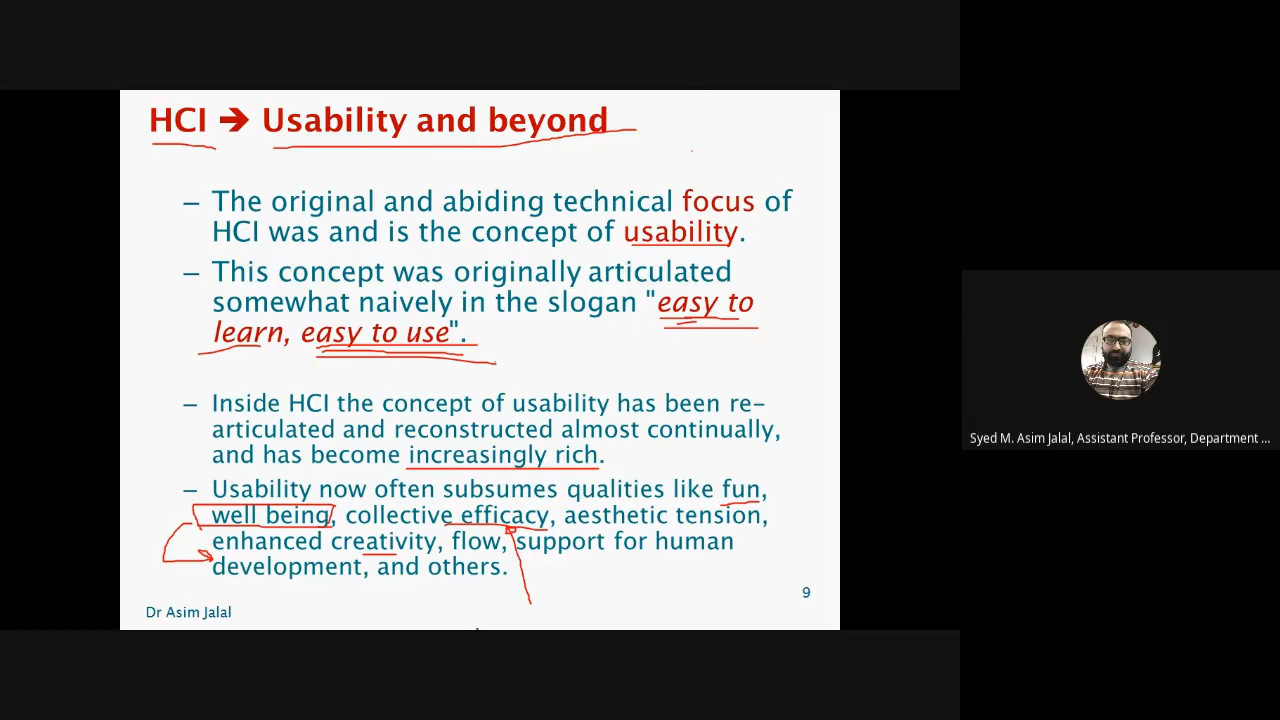 HCI ➔ Usability and beyond
– The original and abiding technical focus of
HCI was and is the concept of usability.
– This concept was originally articulated
somewhat naively in the slogan "easy to
learn, easy to use".
– Inside HCI the concept of usability has been re-
articulated and reconstructed almost continually,
and has become increasingly rich.
– Usability now often subsumes qualities like fun,
well being, collective efficacy, aesthetic tension,
enhanced creativity, flow, support for human
development, and others.
9
Dr Asim Jalal
Syed M. Asim Jalal, Assistant Professor, Department ...